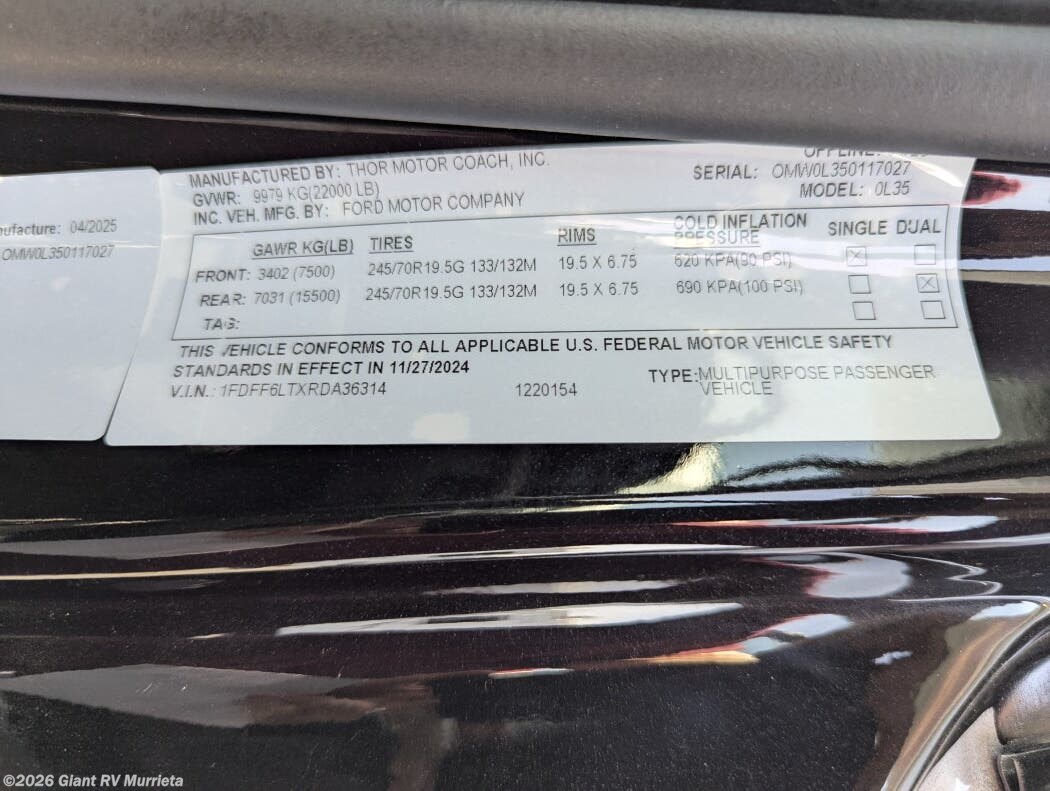 ufacture: 04/2025
OMW0L350117027
MANUFACTURED BY: THOR MOTOR COACH, INC.
GVWR: 9979 KG(22000 LB)
INC. VEH. MFG. BY: FORD MOTOR COMPANY
SERIAL: OMW0L350117027
MODEL: 0L35
GAWR KG(LB) TIRES RIMS COLD INFLATION PRESSURE SINGLE DUAL
FRONT: 3402 (7500) 245/70R19.5G 133/132M 19.5 X 6.75 620 KPA(90 PSI)
REAR: 7031 (15500) 245/70R19.5G 133/132M 19.5 X 6.75 690 KPA(100 PSI)
TAG:
THIS VEHICLE CONFORMS TO ALL APPLICABLE U.S. FEDERAL MOTOR VEHICLE SAFETY
STANDARDS IN EFFECT IN 11/27/2024
V.I.N.: 1FDFF6LTXRDA36314 1220154 TYPE: MULTIPURPOSE PASSENGER
VEHICLE
©2026 Giant RV Murrieta